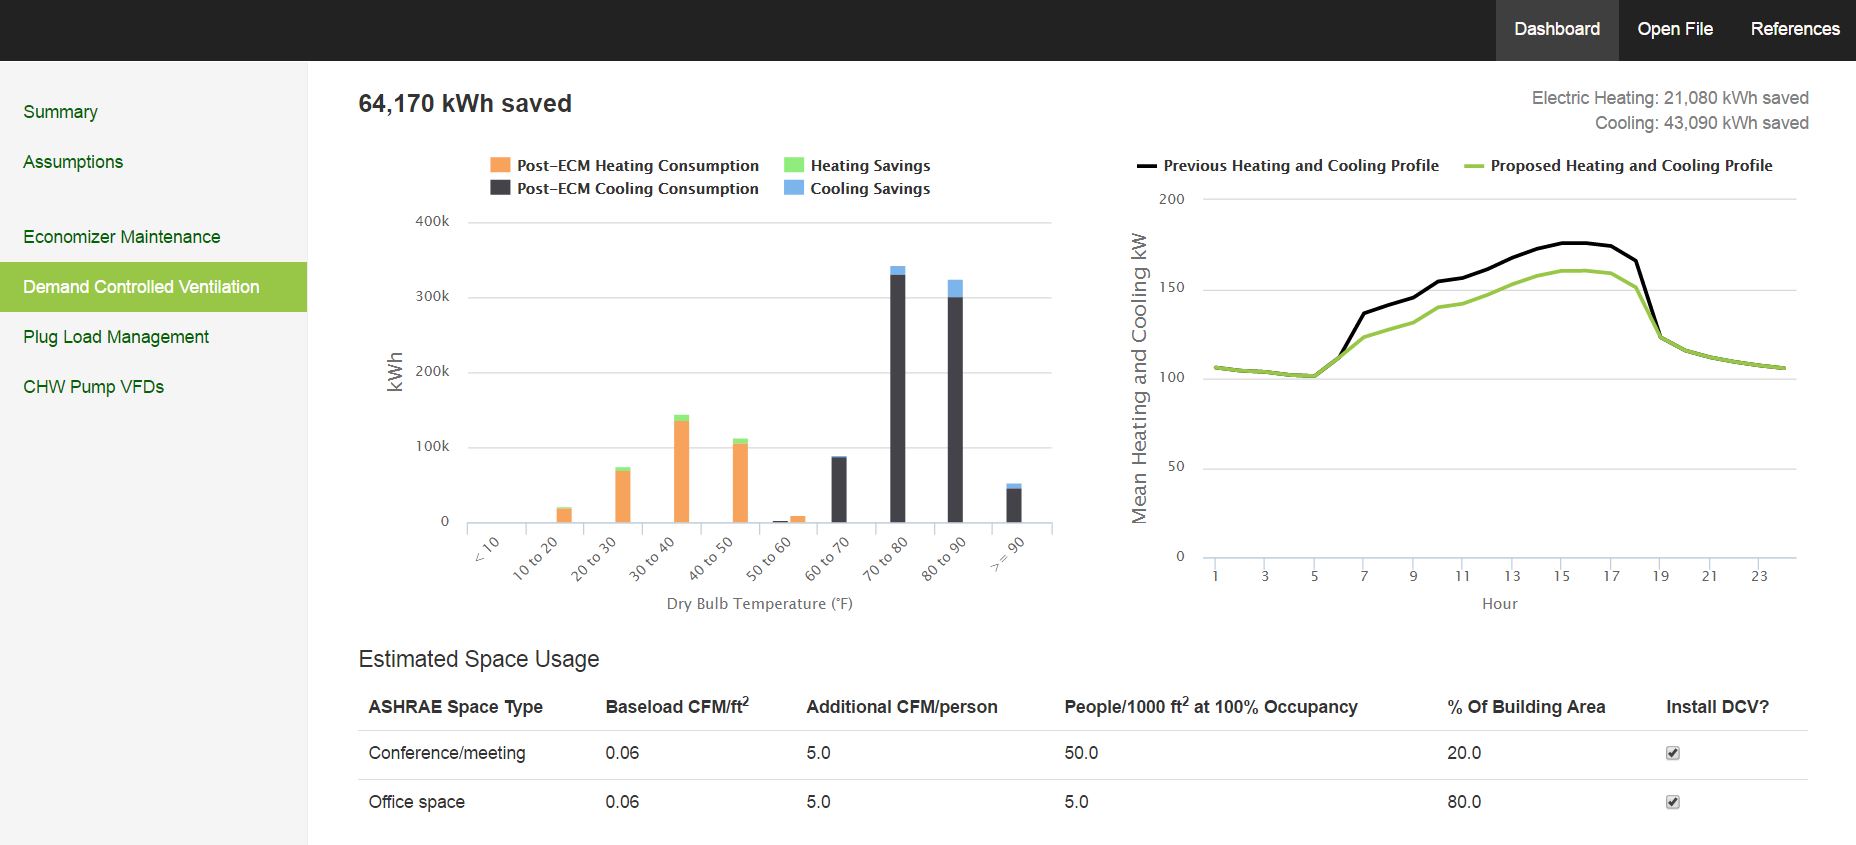 Dashboard Open File References
Summary
Assumptions
Economizer Maintenance
Demand Controlled Ventilation
Plug Load Management
CHW Pump VFDs
64,170 kWh saved
Electric Heating: 21,080 kWh saved
Cooling: 43,090 kWh saved
Post-ECM Heating Consumption Heating Savings
Post-ECM Cooling Consumption Cooling Savings
400k
300k
200k
100k
0
kWh
< 10 10 to 20 20 to 30 30 to 40 40 to 50 50 to 60 60 to 70 70 to 80 80 to 90 >= 90
Dry Bulb Temperature (°F)
Previous Heating and Cooling Profile Proposed Heating and Cooling Profile
200
150
100
50
0
Mean Heating and Cooling kW
1 3 5 7 9 11 13 15 17 19 21 23
Hour
Estimated Space Usage
ASHRAE Space Type Baseload CFM/ft² Additional CFM/person People/1000 ft² at 100% Occupancy % Of Building Area Install DCV?
Conference/meeting 0.06 5.0 50.0 20.0
Office space 0.06 5.0 5.0 80.0